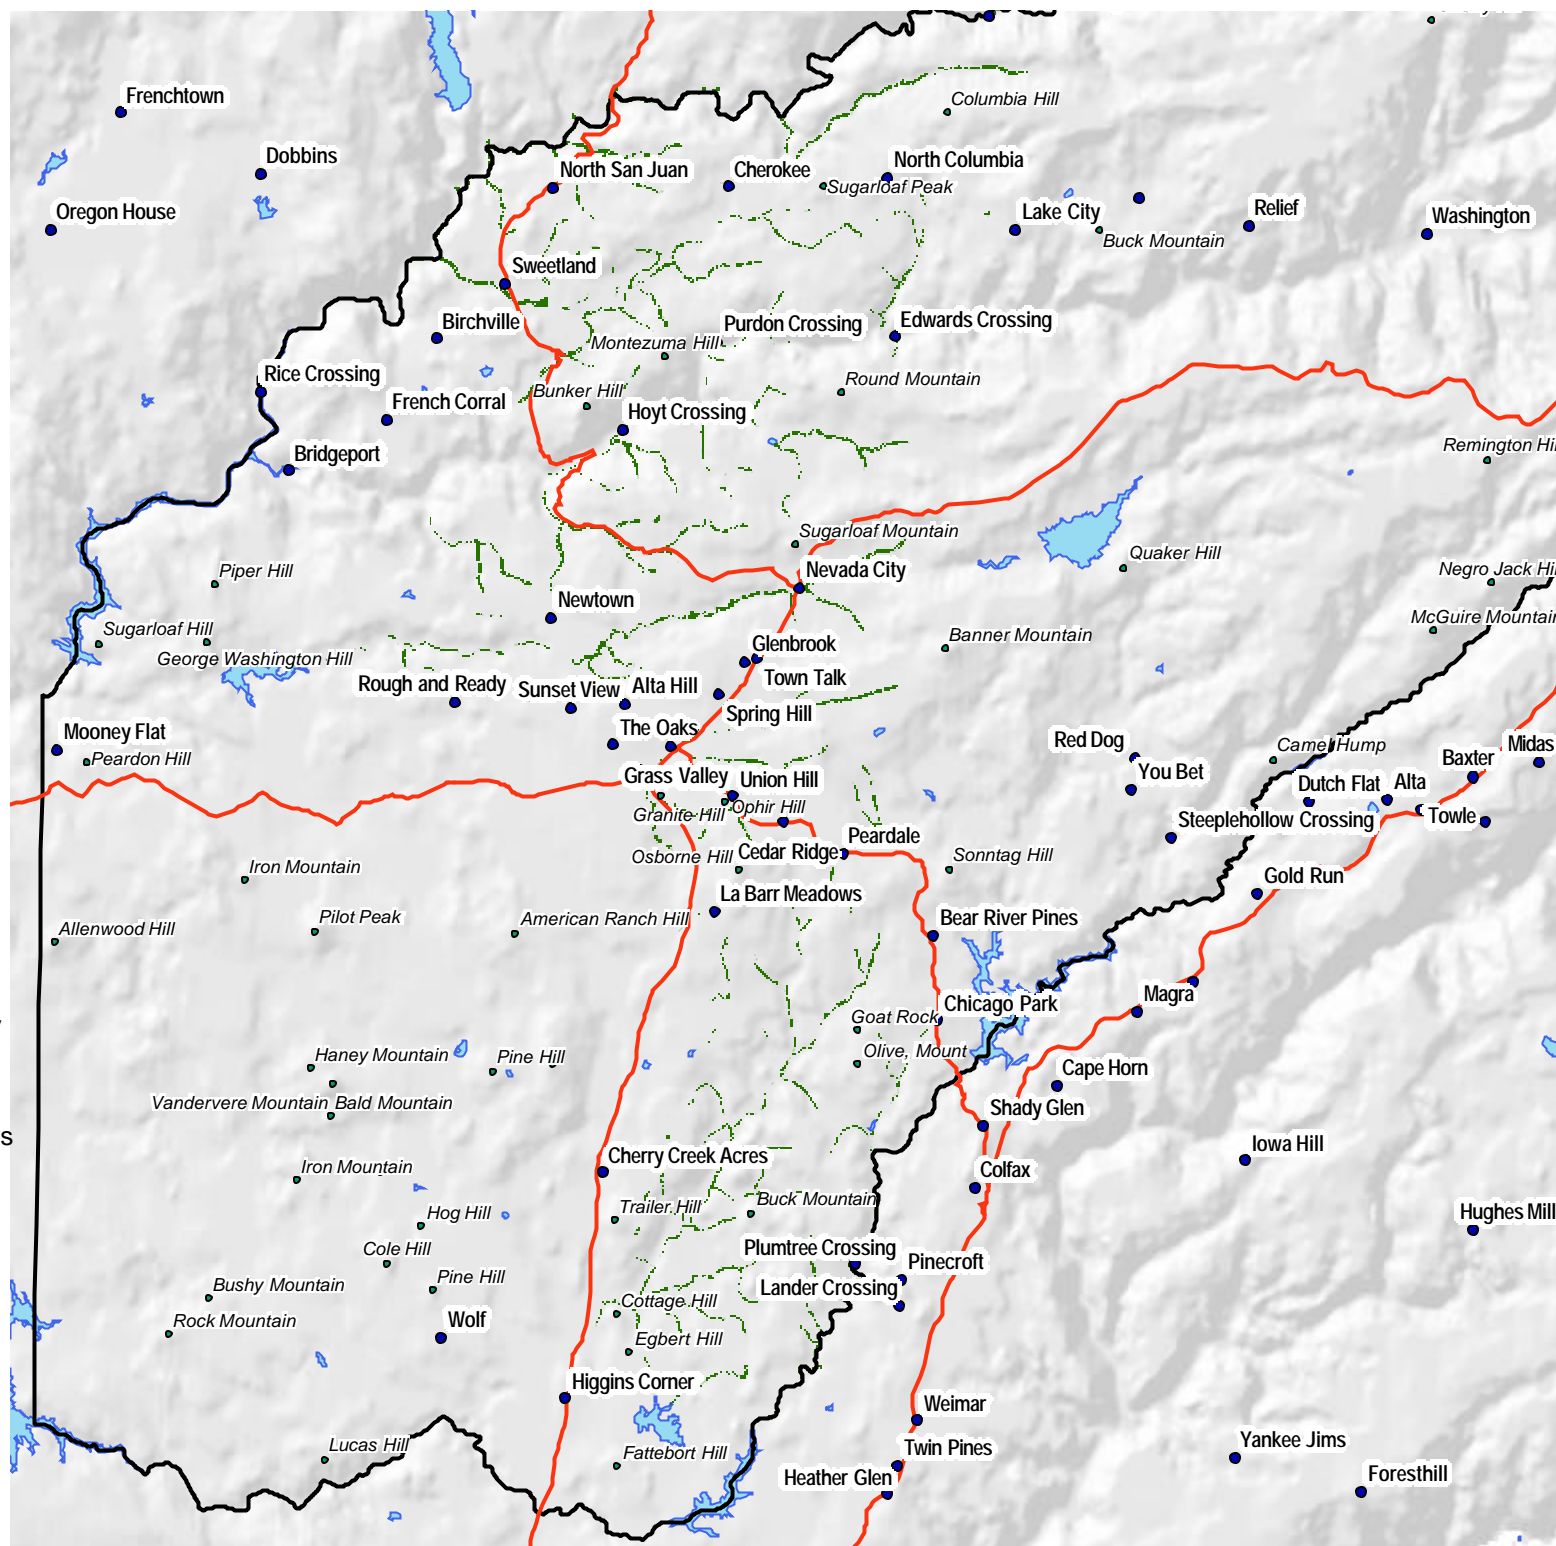 Frenchtown
Columbia Hill
Dobbins
North San Juan
Cherokee
North Columbia
Sugarloaf Peak
Oregon House
Lake City
Relief
Washington
Buck Mountain
Sweetland
Birchville
Purdon Crossing
Edwards Crossing
Montezuma Hill
Rice Crossing
Bunker Hill
Round Mountain
French Corral
Hoyt Crossing
Remington Hil
Bridgeport
Sugarloaf Mountain
Quaker Hill
Piper Hill
Nevada City
Negro Jack Hil
Newtown
McGuire Mountain
Sugarloaf Hill
Banner Mountain
Glenbrook
George Washington Hill
Town Talk
Rough and Ready
Sunset View
Alta Hill
Spring Hill
Mooney Flat
The Oaks
Red Dog
Camel Hump
Midas
Peardon Hill
Baxter
Grass Valley
Union Hill
You Bet
Dutch Flat
Alta
Granite Hill
Ophir Hill
Steeplehollow Crossing
Towle
Peardale
Osborne Hill
Cedar Ridge
Sonntag Hill
Iron Mountain
Gold Run
La Barr Meadows
Pilot Peak
American Ranch Hill
Bear River Pines
Allenwood Hill
Magra
Chicago Park
Goat Rock
Haney Mountain
Pine Hill
Olive, Mount
Cape Horn
Vandervere Mountain
Bald Mountain
Shady Glen
s
Iowa Hill
Cherry Creek Acres
Iron Mountain
Colfax
Buck Mountain
Trailer Hill
Hog Hill
Hughes Mill
Cole Hill
Plumtree Crossing
Pinecroft
Bushy Mountain
Pine Hill
Lander Crossing
Cottage Hill
Rock Mountain
Wolf
Egbert Hill
Higgins Corner
Weimar
Lucas Hill
Fattebort Hill
Twin Pines
Yankee Jims
Heather Glen
Foresthill